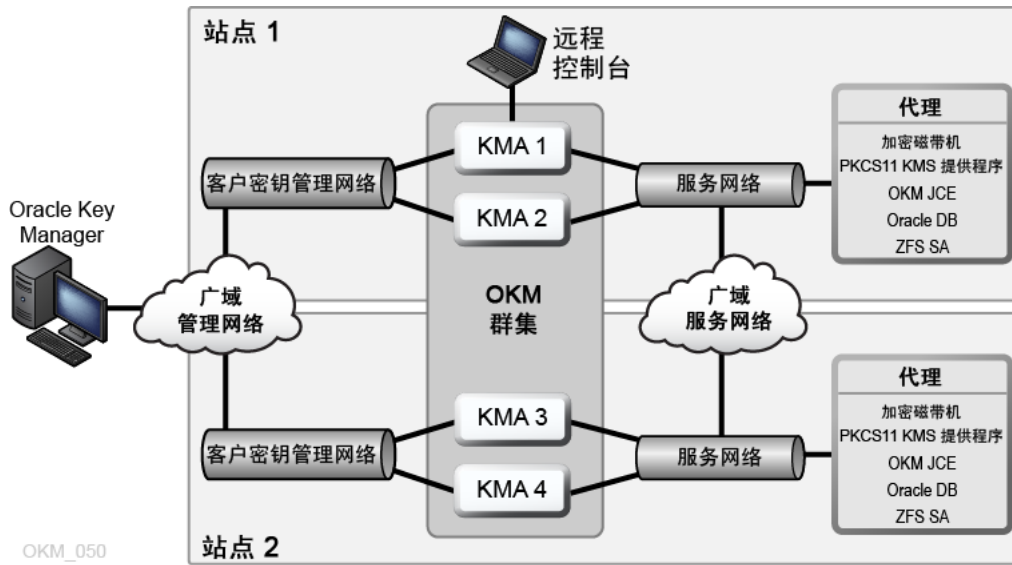 站点 1
远程
控制台
代理
加密磁带机
PKCS11 KMS 提供程序
OKM JCE
Oracle DB
ZFS SA
KMA 1
客户密钥管理网络
服务网络
KMA 2
Oracle Key
Manager
广域
管理网络
OKM
群集
广域
服务网络
代理
加密磁带机
PKCS11 KMS 提供程序
OKM JCE
Oracle DB
ZFS SA
KMA 3
客户密钥管理网络
服务网络
KMA 4
站点 2
OKM_050